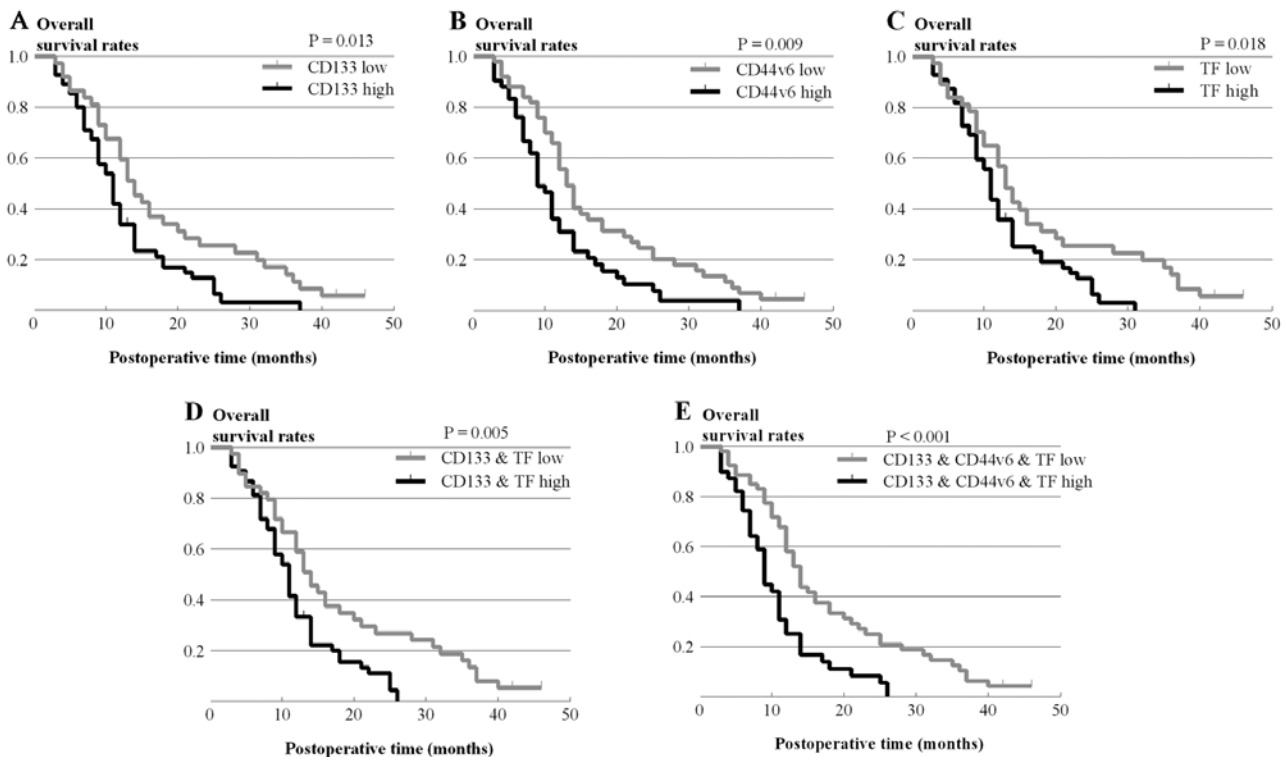 A Overall
survival rates
P = 0.013
CD133 low
CD133 high
1.0
0.8
0.6
0.4
0.2
0 10 20 30 40 50
Postoperative time (months)
B Overall
survival rates
P = 0.009
CD44v6 low
CD44v6 high
1.0
0.8
0.6
0.4
0.2
0 10 20 30 40 50
Postoperative time (months)
C Overall
survival rates
P = 0.018
TF low
TF high
1.0
0.8
0.6
0.4
0.2
0 10 20 30 40 50
Postoperative time (months)
D Overall
survival rates
P = 0.005
CD133 & TF low
CD133 & TF high
1.0
0.8
0.6
0.4
0.2
0 10 20 30 40 50
Postoperative time (months)
E Overall
survival rates
P < 0.001
CD133 & CD44v6 & TF low
CD133 & CD44v6 & TF high
1.0
0.8
0.6
0.4
0.2
0 10 20 30 40 50
Postoperative time (months)